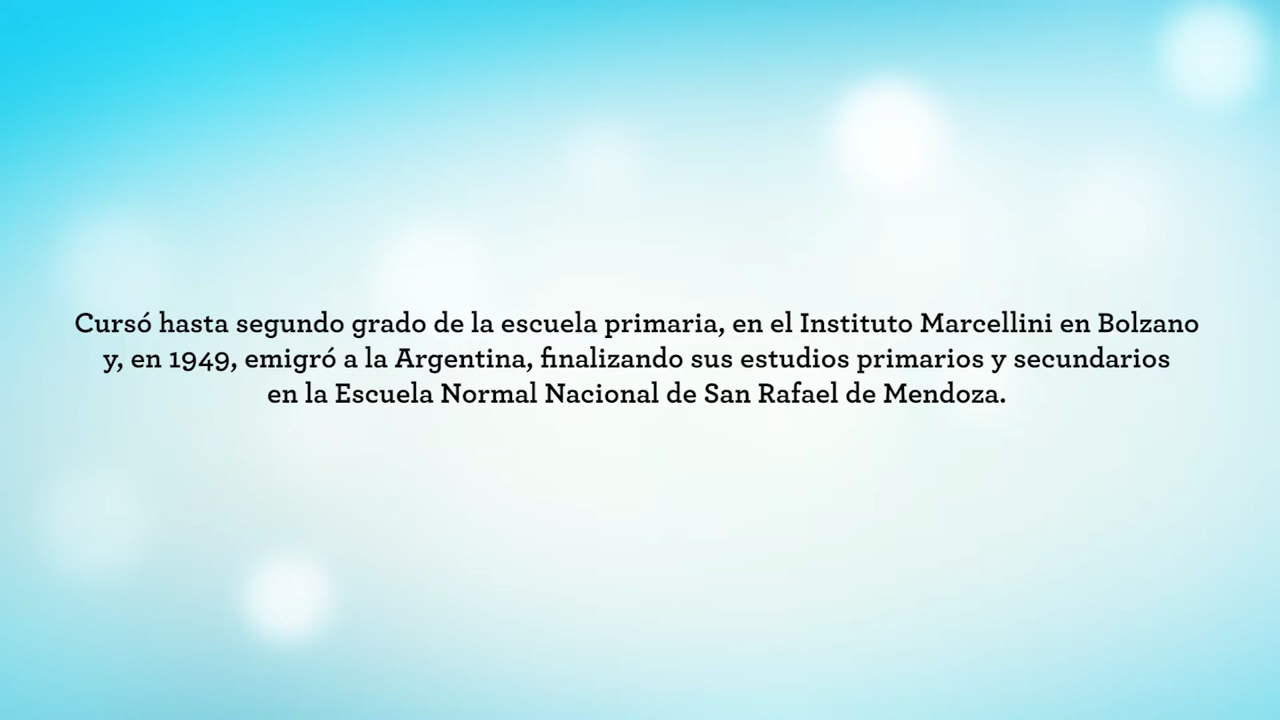 Cursó hasta segundo grado de la escuela primaria, en el Instituto Marcellini en Bolzano
y, en 1949, emigró a la Argentina, finalizando sus estudios primarios y secundarios
en la Escuela Normal Nacional de San Rafael de Mendoza.